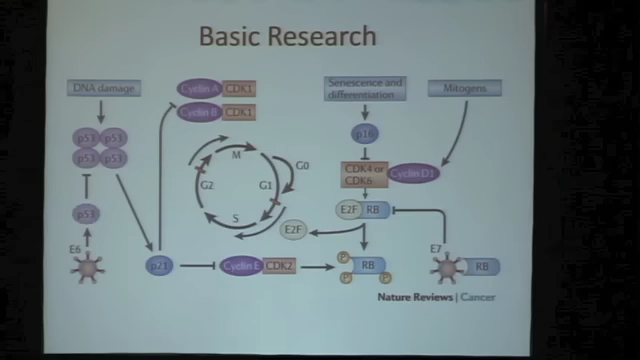 Basic Research
DNA damage
Cyclin A CDK1
Cyclin B CDK1
Senescence and
differentiation
Mitogens
p53 p53
p53 p53
p16
M
G0
G2
G1
S
CDK4 or
CDK6
Cyclin D1
p53
E2F RB
E2F
E6
E7
p21
Cyclin E CDK2
P
RB
P P
RB
Nature Reviews | Cancer